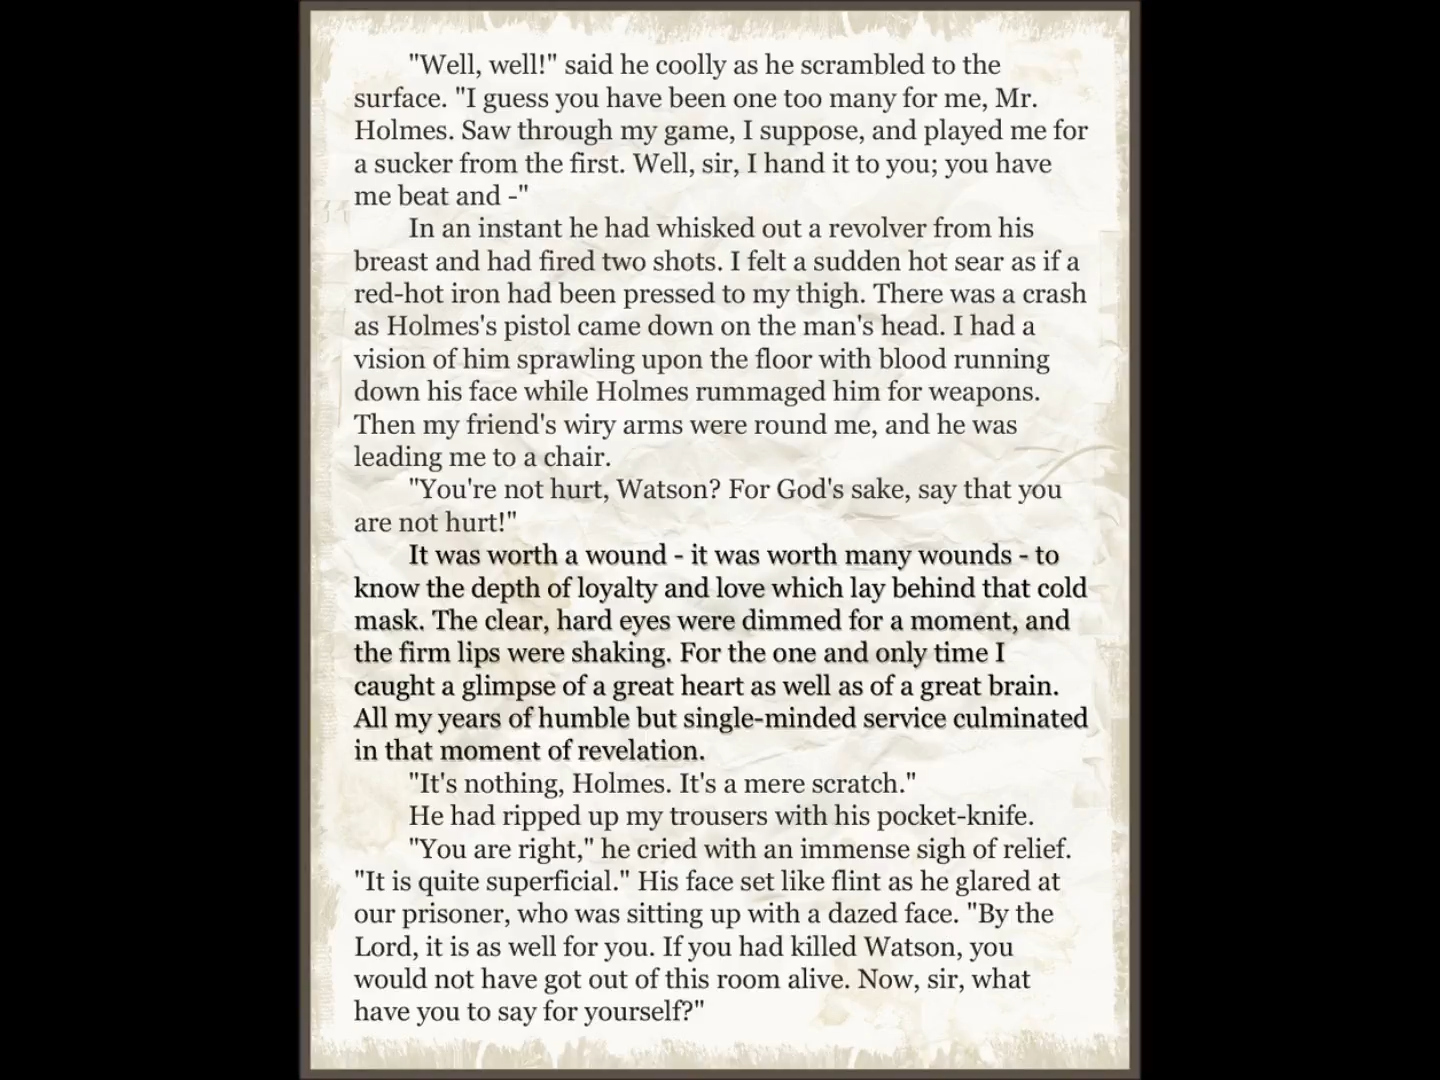 "Well, well!" said he coolly as he scrambled to the
surface. "I guess you have been one too many for me, Mr.
Holmes. Saw through my game, I suppose, and played me for
a sucker from the first. Well, sir, I hand it to you; you have
me beat and -"
In an instant he had whisked out a revolver from his
breast and had fired two shots. I felt a sudden hot sear as if a
red-hot iron had been pressed to my thigh. There was a crash
as Holmes's pistol came down on the man's head. I had a
vision of him sprawling upon the floor with blood running
down his face while Holmes rummaged him for weapons.
Then my friend's wiry arms were round me, and he was
leading me to a chair.
"You're not hurt, Watson? For God's sake, say that you
are not hurt!"
It was worth a wound - it was worth many wounds - to
know the depth of loyalty and love which lay behind that cold
mask. The clear, hard eyes were dimmed for a moment, and
the firm lips were shaking. For the one and only time I
caught a glimpse of a great heart as well as of a great brain.
All my years of humble but single-minded service culminated
in that moment of revelation.
"It's nothing, Holmes. It's a mere scratch."
He had ripped up my trousers with his pocket-knife.
"You are right," he cried with an immense sigh of relief.
"It is quite superficial." His face set like flint as he glared at
our prisoner, who was sitting up with a dazed face. "By the
Lord, it is as well for you. If you had killed Watson, you
would not have got out of this room alive. Now, sir, what
have you to say for yourself?"